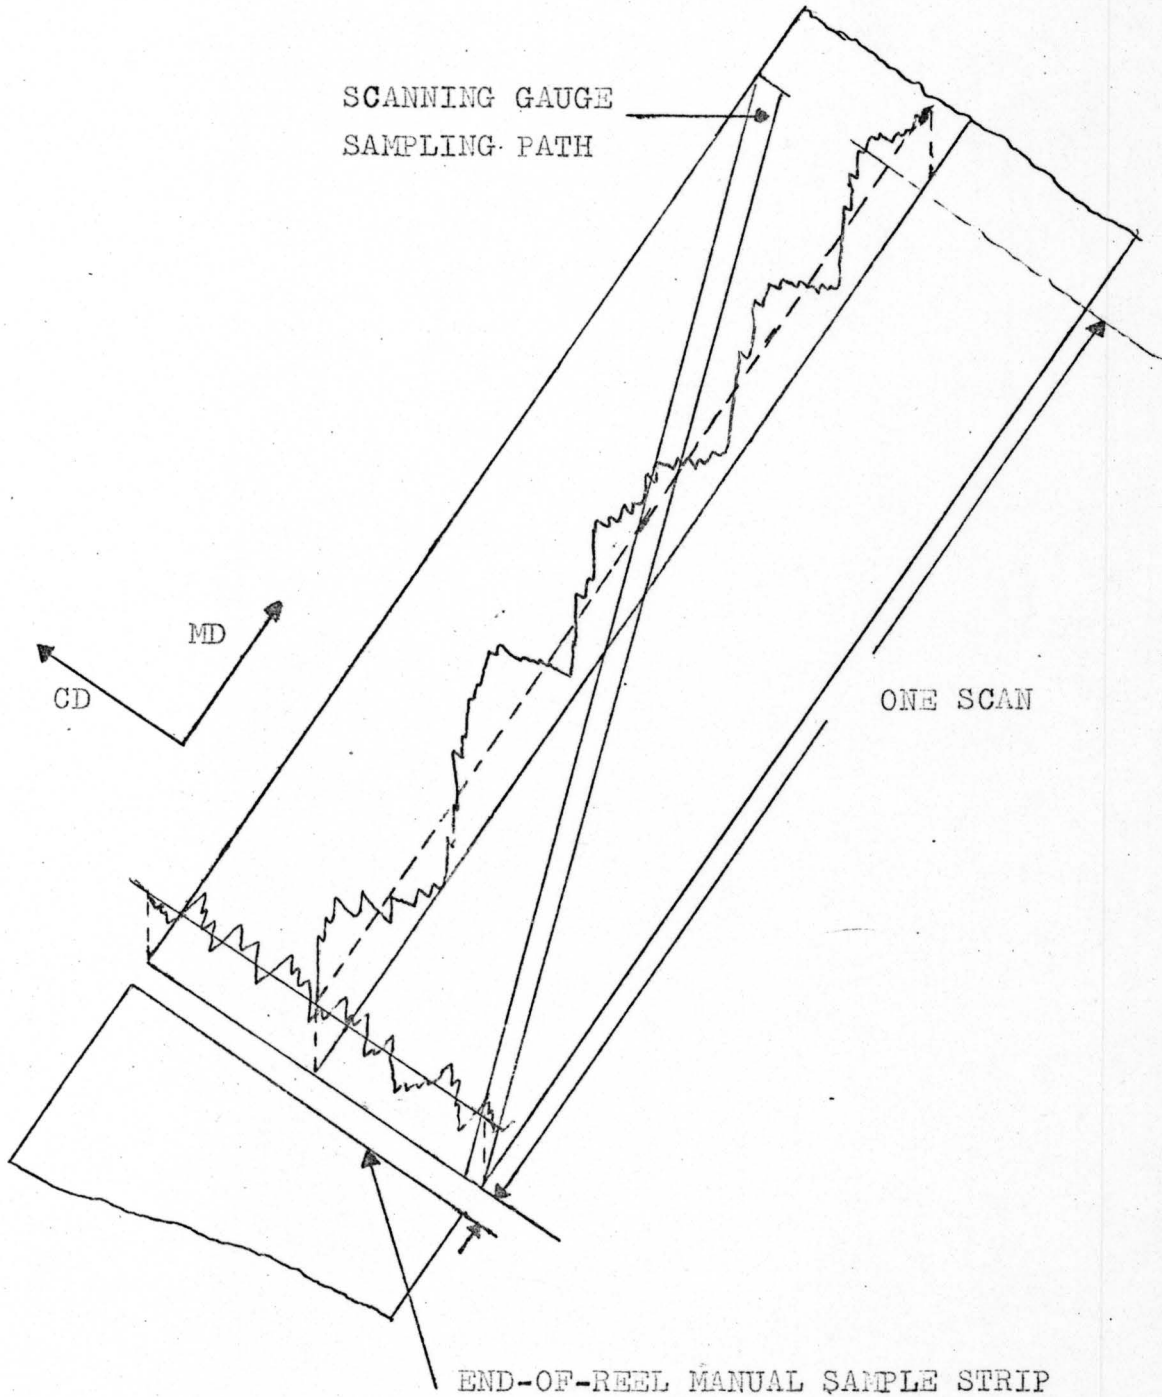 SCANNING GAUGE
SAMPLING PATH
MD
CD
ONE SCAN
END-OF-REEL MANUAL SAMPLE STRIP